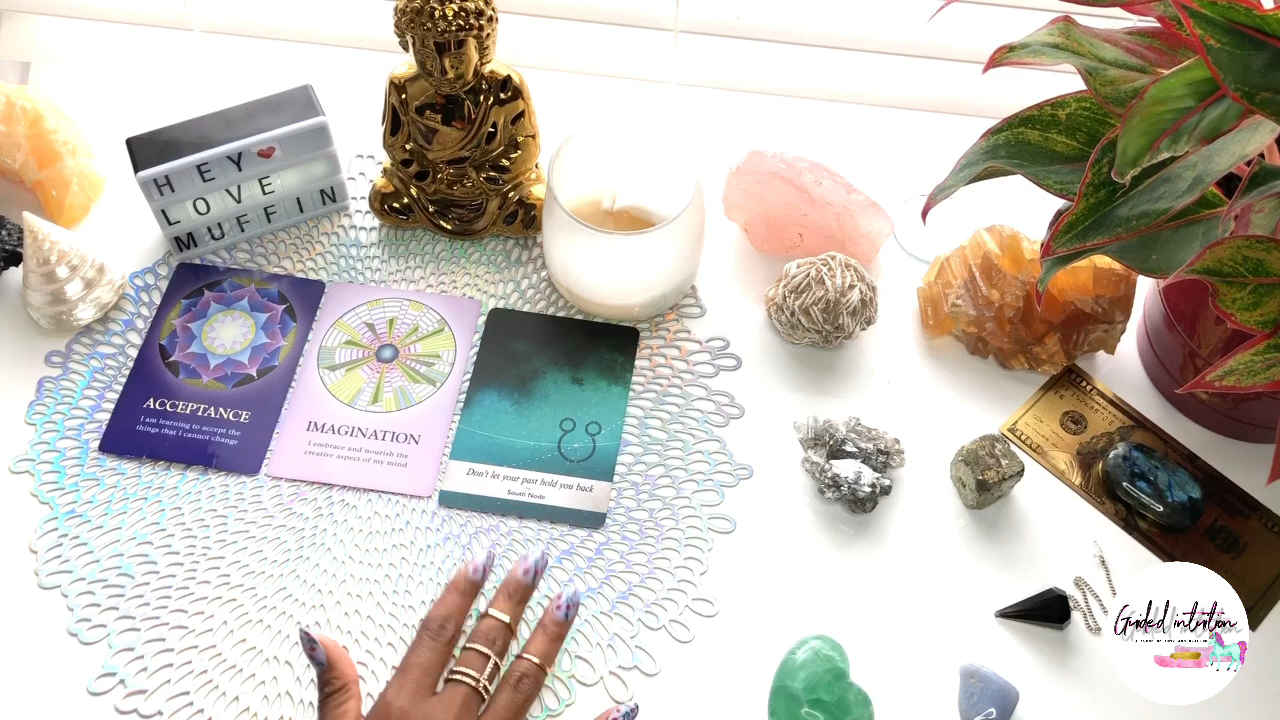 HEY
LOVE
MUFFIN
ACCEPTANCE
I am learning to accept the
things that I cannot change
IMAGINATION
I embrace and nourish the
creative aspect of my mind
Don't let your past hold you back
South Node
100
Guided intuition